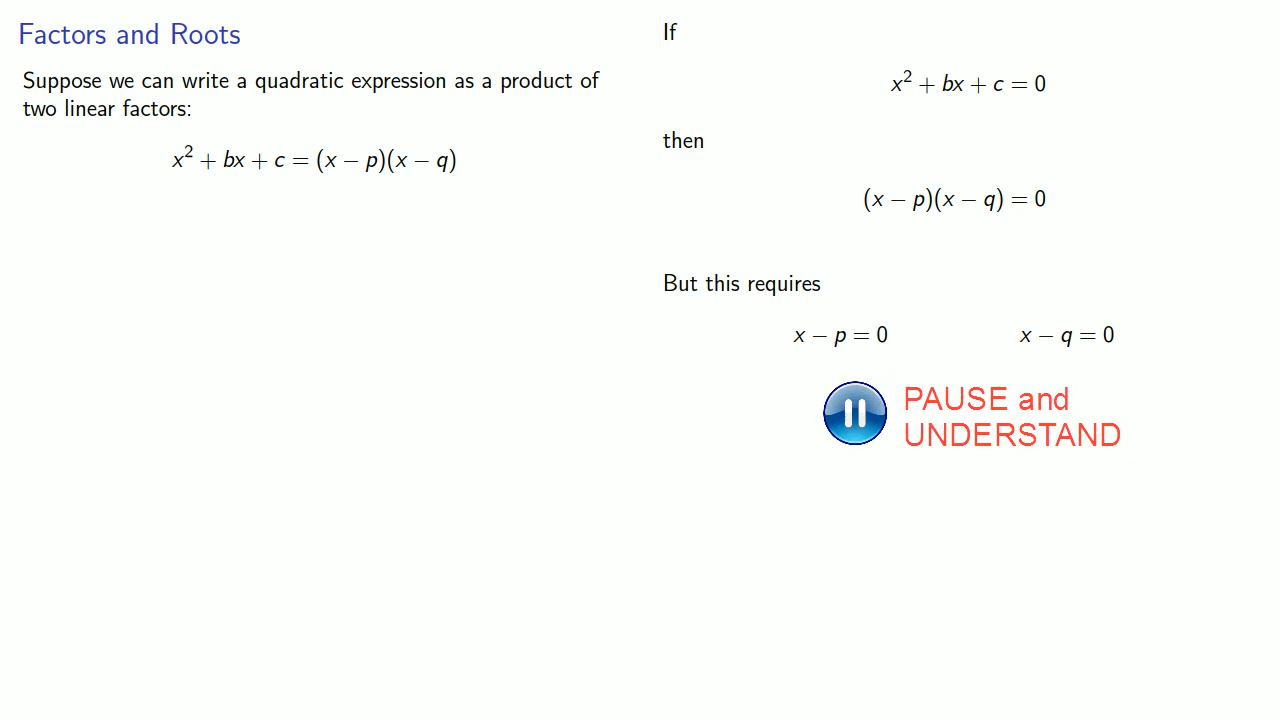 Factors and Roots
Suppose we can write a quadratic expression as a product of
two linear factors:
x² + bx + c = (x − p)(x − q)
If
x² + bx + c = 0
then
(x − p)(x − q) = 0
But this requires
x − p = 0 x − q = 0
PAUSE and
UNDERSTAND